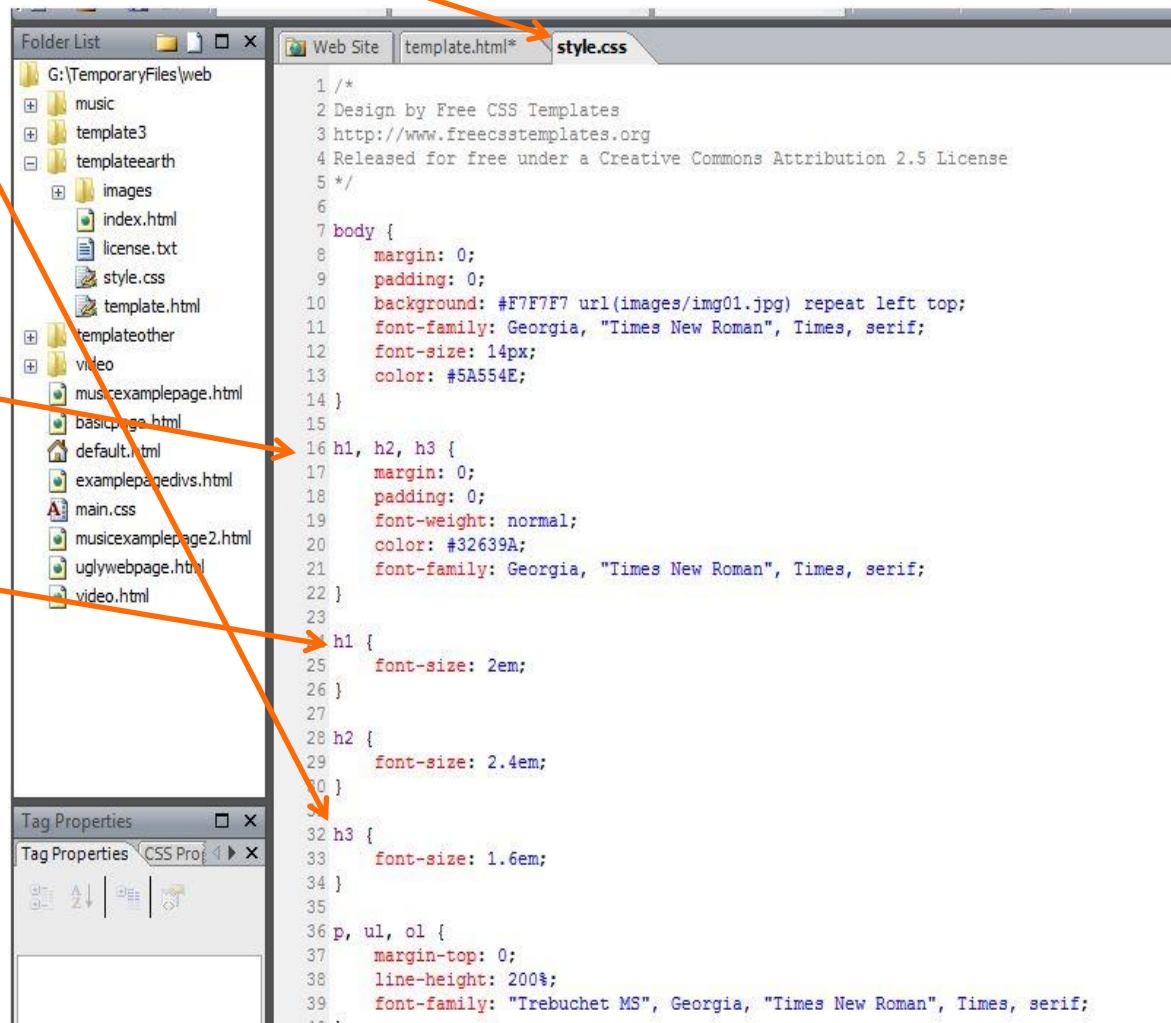 Folder List
G:\TemporaryFiles\web
music
template3
templateearth
images
index.html
license.txt
style.css
template.html
templateother
video
musicexamplepage.html
basicpage.html
default.html
examplepagedivs.html
main.css
musicexamplepage2.html
uglywebpage.html
video.html
Tag Properties
Tag Properties CSS Prop
Web Site template.html* style.css
1 /*
2 Design by Free CSS Templates
3 http://www.freecsstemplates.org
4 Released for free under a Creative Commons Attribution 2.5 License
5 */
6
7 body {
8 margin: 0;
9 padding: 0;
10 background: #F7F7F7 url(images/img01.jpg) repeat left top;
11 font-family: Georgia, "Times New Roman", Times, serif;
12 font-size: 14px;
13 color: #5A554E;
14 }
15
16 h1, h2, h3 {
17 margin: 0;
18 padding: 0;
19 font-weight: normal;
20 color: #32639A;
21 font-family: Georgia, "Times New Roman", Times, serif;
22 }
23
h1 {
25 font-size: 2em;
26 }
27
28 h2 {
29 font-size: 2.4em;
30 }
32 h3 {
33 font-size: 1.6em;
34 }
35
36 p, ul, ol {
37 margin-top: 0;
38 line-height: 200%;
39 font-family: "Trebuchet MS", Georgia, "Times New Roman", Times, serif;